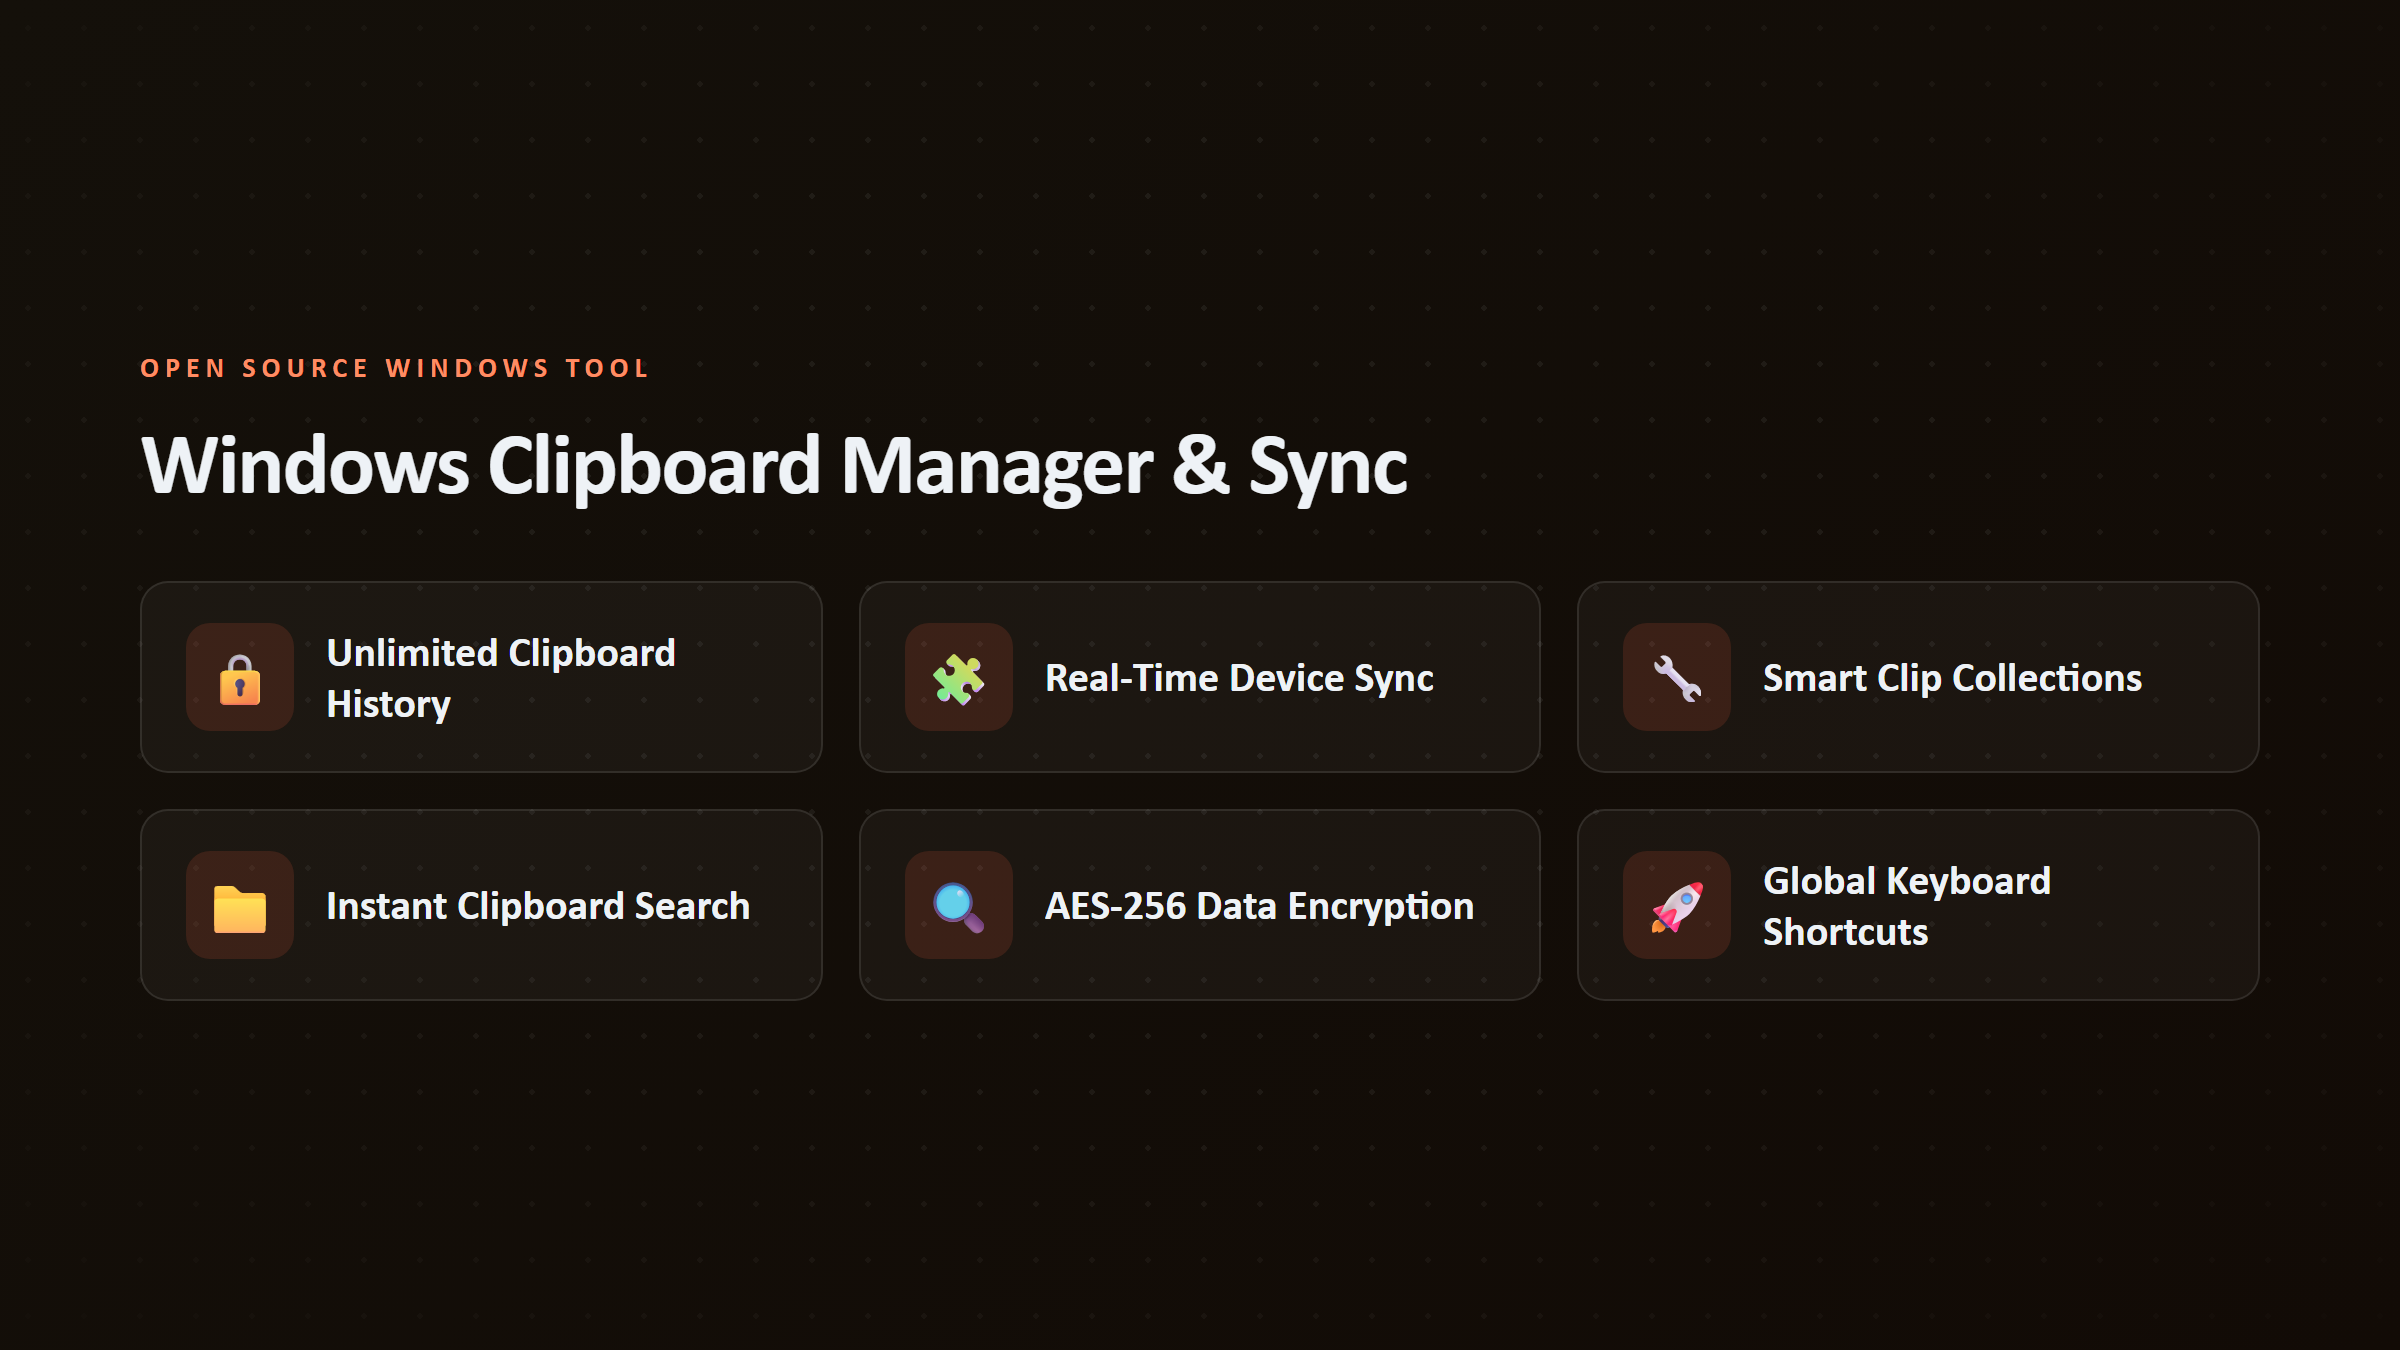 OPEN SOURCE WINDOWS TOOL
Windows Clipboard Manager & Sync
Unlimited Clipboard
History
Real-Time Device Sync
Smart Clip Collections
Instant Clipboard Search
AES-256 Data Encryption
Global Keyboard
Shortcuts